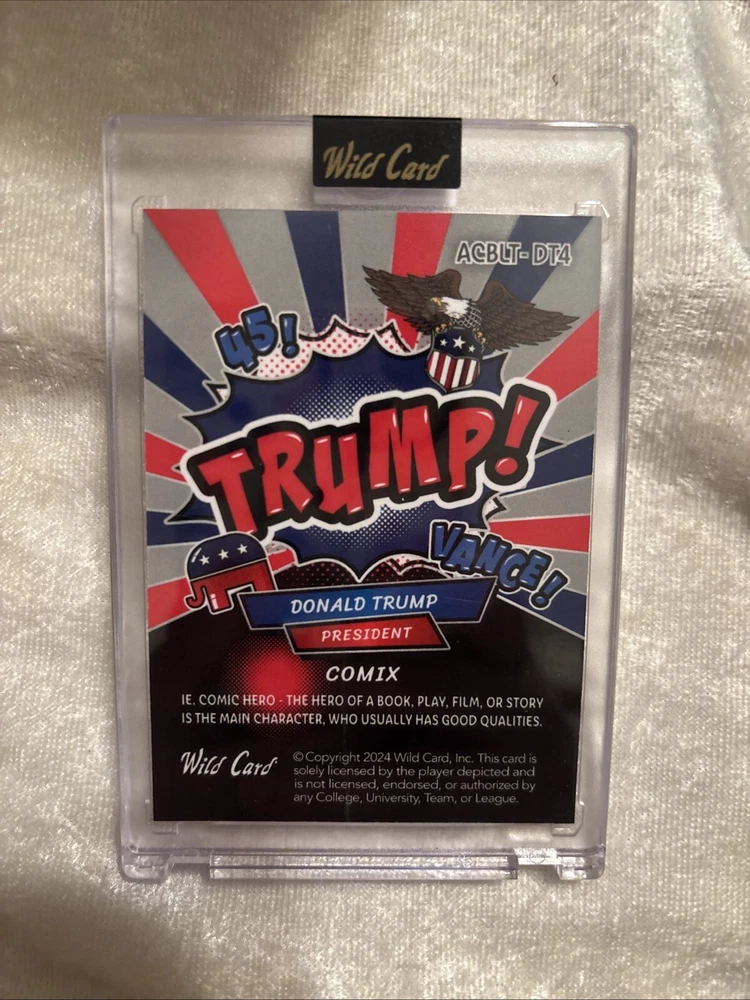 Wild Card
ACBLT-DT4
45!
TRUMP!
VANCE!
DONALD TRUMP
PRESIDENT
COMIX
IE. COMIC HERO - THE HERO OF A BOOK, PLAY, FILM, OR STORY
IS THE MAIN CHARACTER, WHO USUALLY HAS GOOD QUALITIES.
Wild Card
© Copyright 2024 Wild Card, Inc. This card is
solely licensed by the player depicted and
is not licensed, endorsed, or authorized by
any College, University, Team, or League.